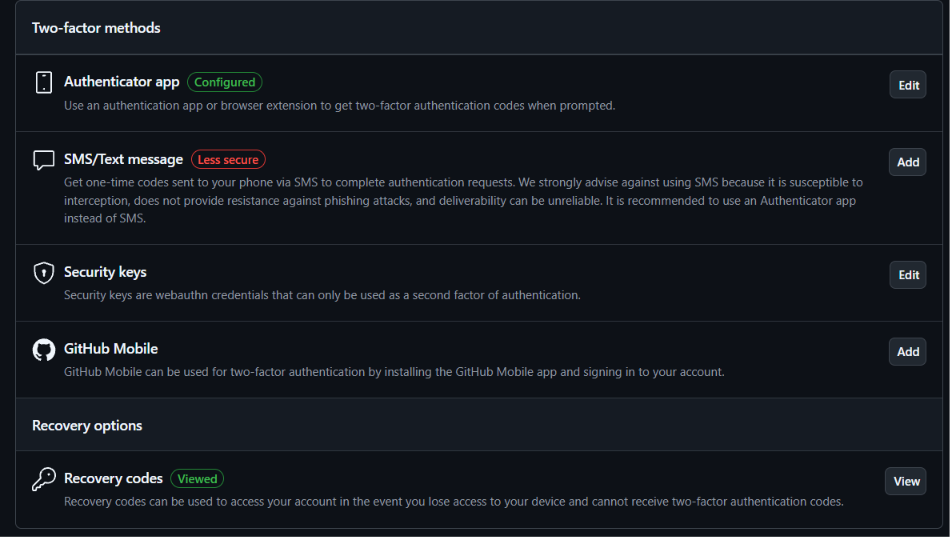 Two-factor methods
Authenticator app Configured
Edit
Use an authentication app or browser extension to get two-factor authentication codes when prompted.
SMS/Text message Less secure
Add
Get one-time codes sent to your phone via SMS to complete authentication requests. We strongly advise against using SMS because it is susceptible to
interception, does not provide resistance against phishing attacks, and deliverability can be unreliable. It is recommended to use an Authenticator app
instead of SMS.
Security keys
Edit
Security keys are webauthn credentials that can only be used as a second factor of authentication.
GitHub Mobile
Add
GitHub Mobile can be used for two-factor authentication by installing the GitHub Mobile app and signing in to your account.
Recovery options
Recovery codes Viewed
View
Recovery codes can be used to access your account in the event you lose access to your device and cannot receive two-factor authentication codes.